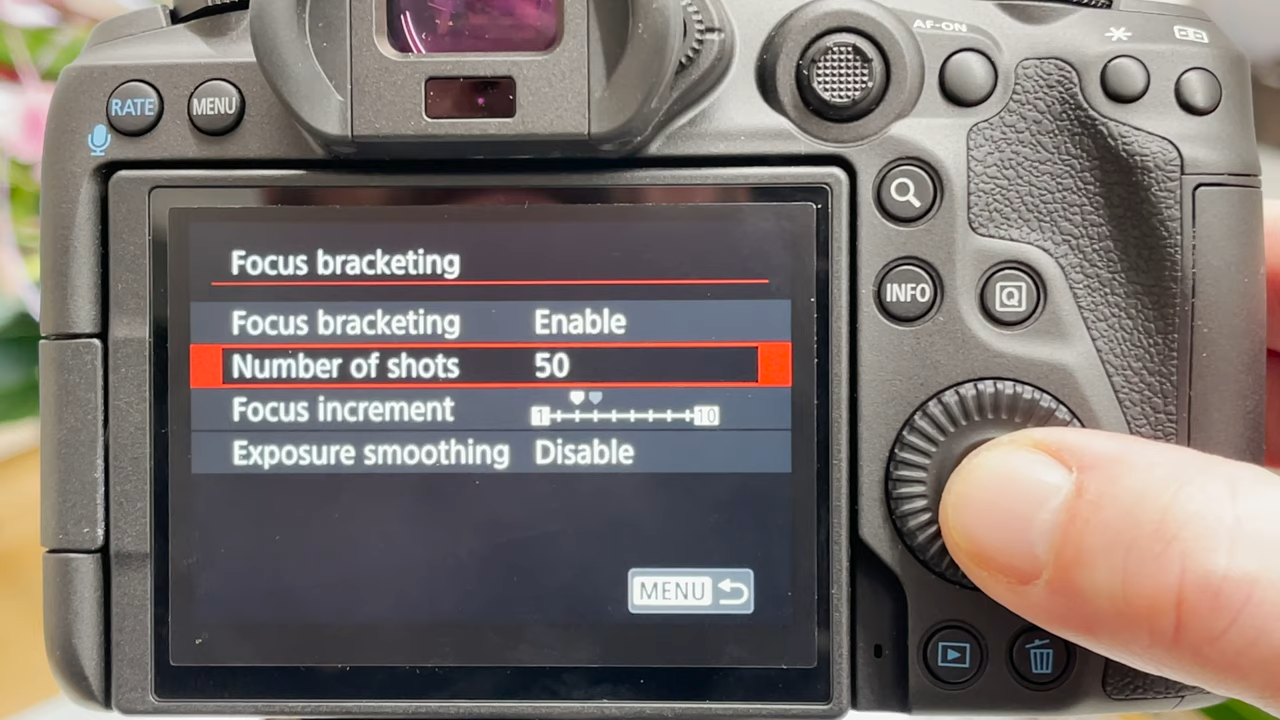 AF-ON
RATE
MENU
INFO
Q
Focus bracketing
Focus bracketing Enable
Number of shots 50
Focus increment 1 10
Exposure smoothing Disable
MENU